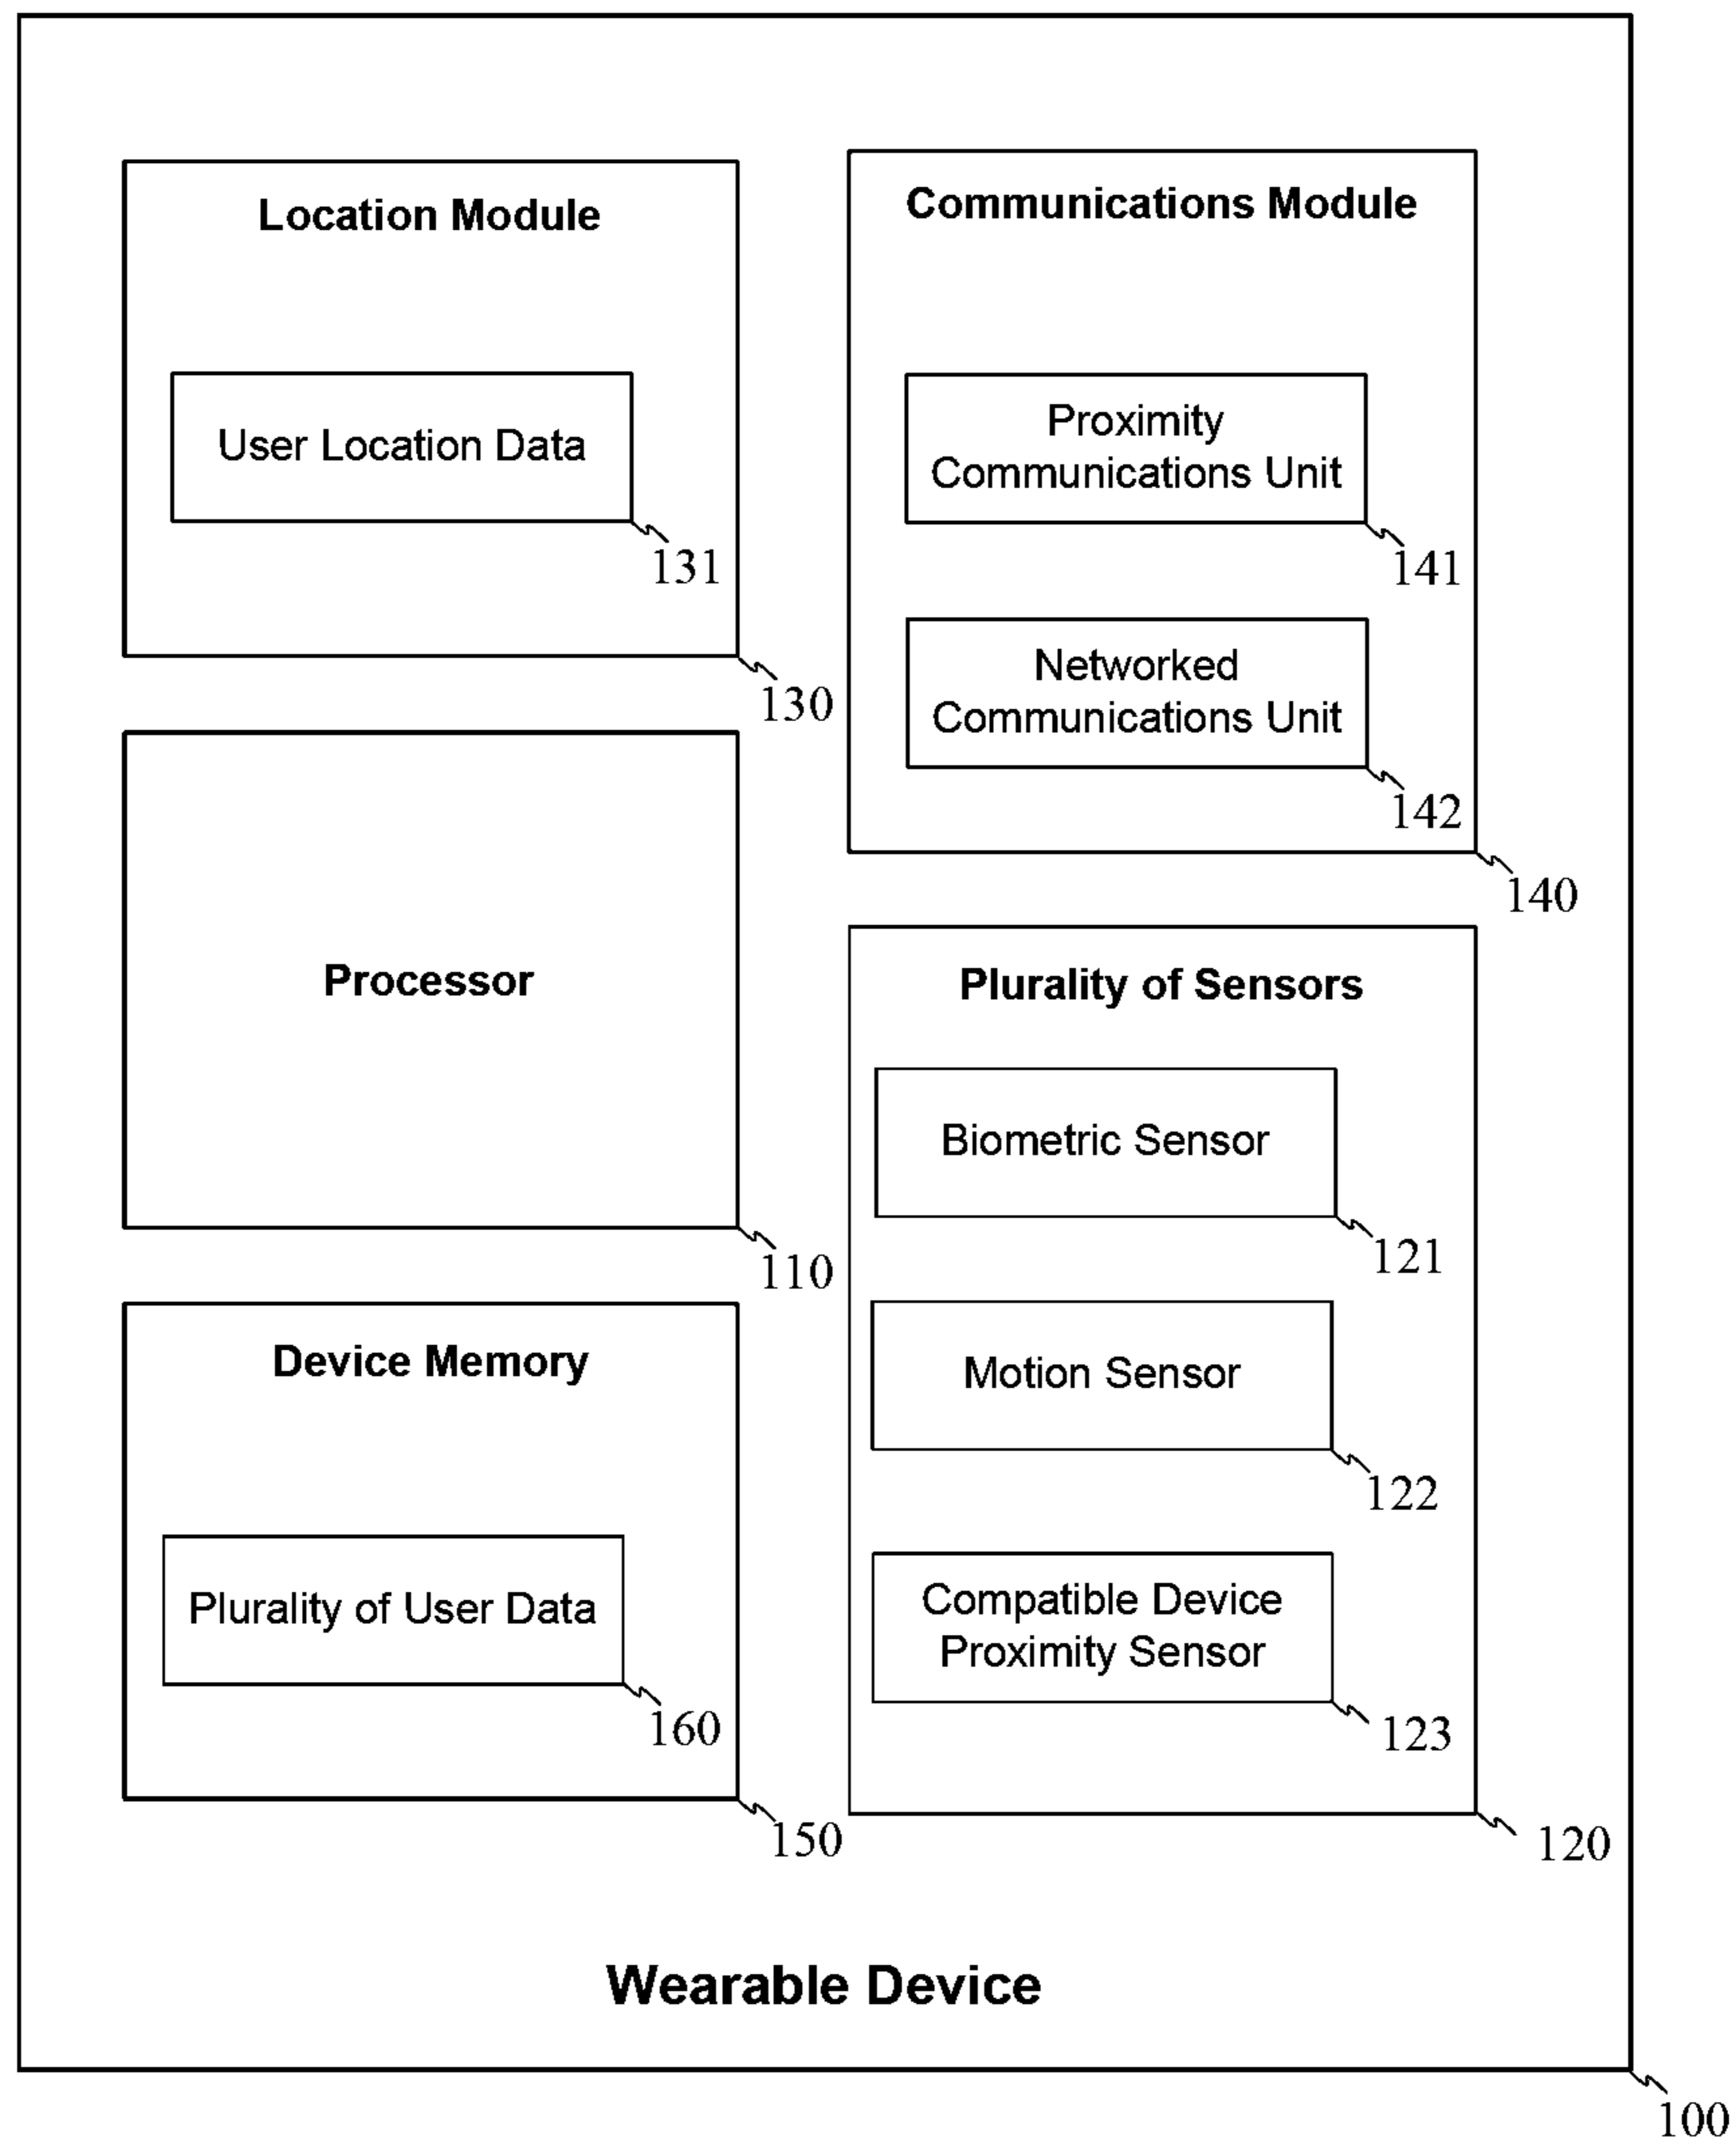 Location Module
User Location Data
131
130
Communications Module
Proximity
Communications Unit
141
Networked
Communications Unit
142
140
Processor
110
Plurality of Sensors
Biometric Sensor
121
Motion Sensor
122
Compatible Device
Proximity Sensor
123
120
Device Memory
Plurality of User Data
160
150
Wearable Device
100